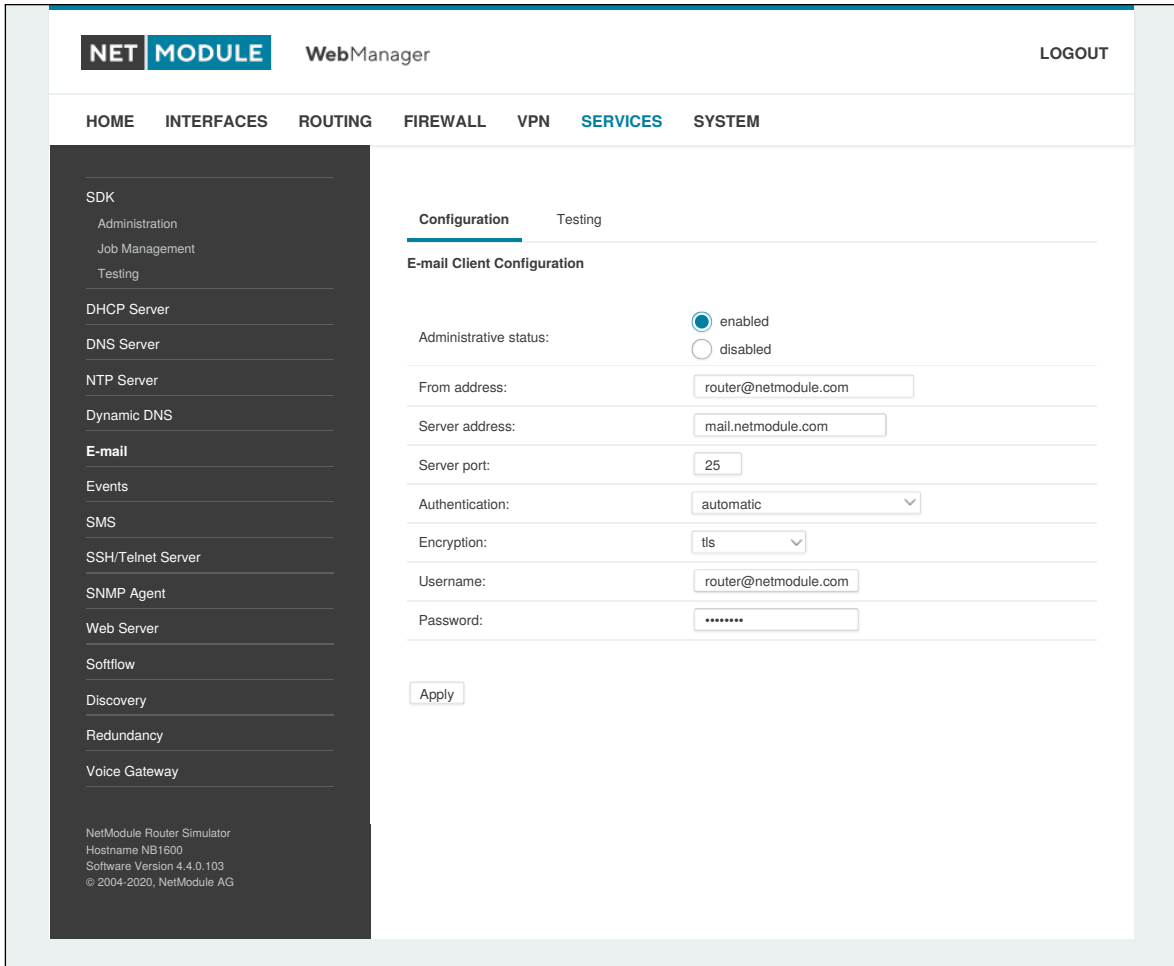 NET MODULE WebManager LOGOUT
HOME INTERFACES ROUTING FIREWALL VPN SERVICES SYSTEM
SDK
Administration
Job Management
Testing
DHCP Server
DNS Server
NTP Server
Dynamic DNS
E-mail
Events
SMS
SSH/Telnet Server
SNMP Agent
Web Server
Softflow
Discovery
Redundancy
Voice Gateway
NetModule Router Simulator
Hostname NB1600
Software Version 4.4.0.103
© 2004-2020, NetModule AG
Configuration Testing
E-mail Client Configuration
Administrative status:
enabled
disabled
From address: router@netmodule.com
Server address: mail.netmodule.com
Server port: 25
Authentication: automatic
Encryption: tls
Username: router@netmodule.com
Password: ••••••••
Apply